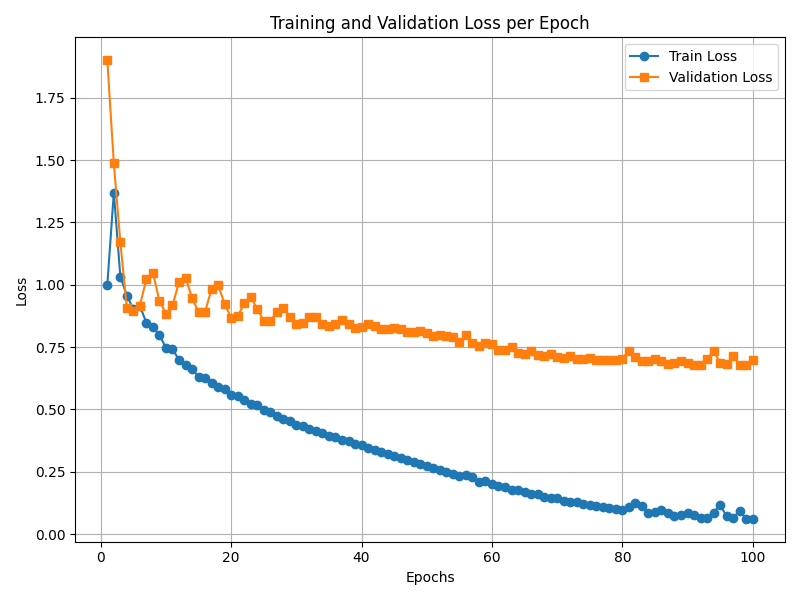 Training and Validation Loss per Epoch
Train Loss
Validation Loss
1.75
1.50
1.25
1.00
0.75
0.50
0.25
0.00
Loss
0 20 40 60 80 100
Epochs